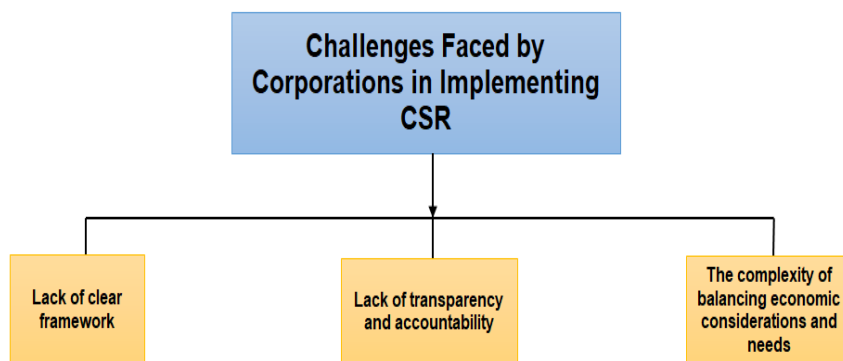 Challenges Faced by
Corporations in Implementing
CSR
Lack of clear
framework
Lack of transparency
and accountability
The complexity of
balancing economic
considerations and
needs